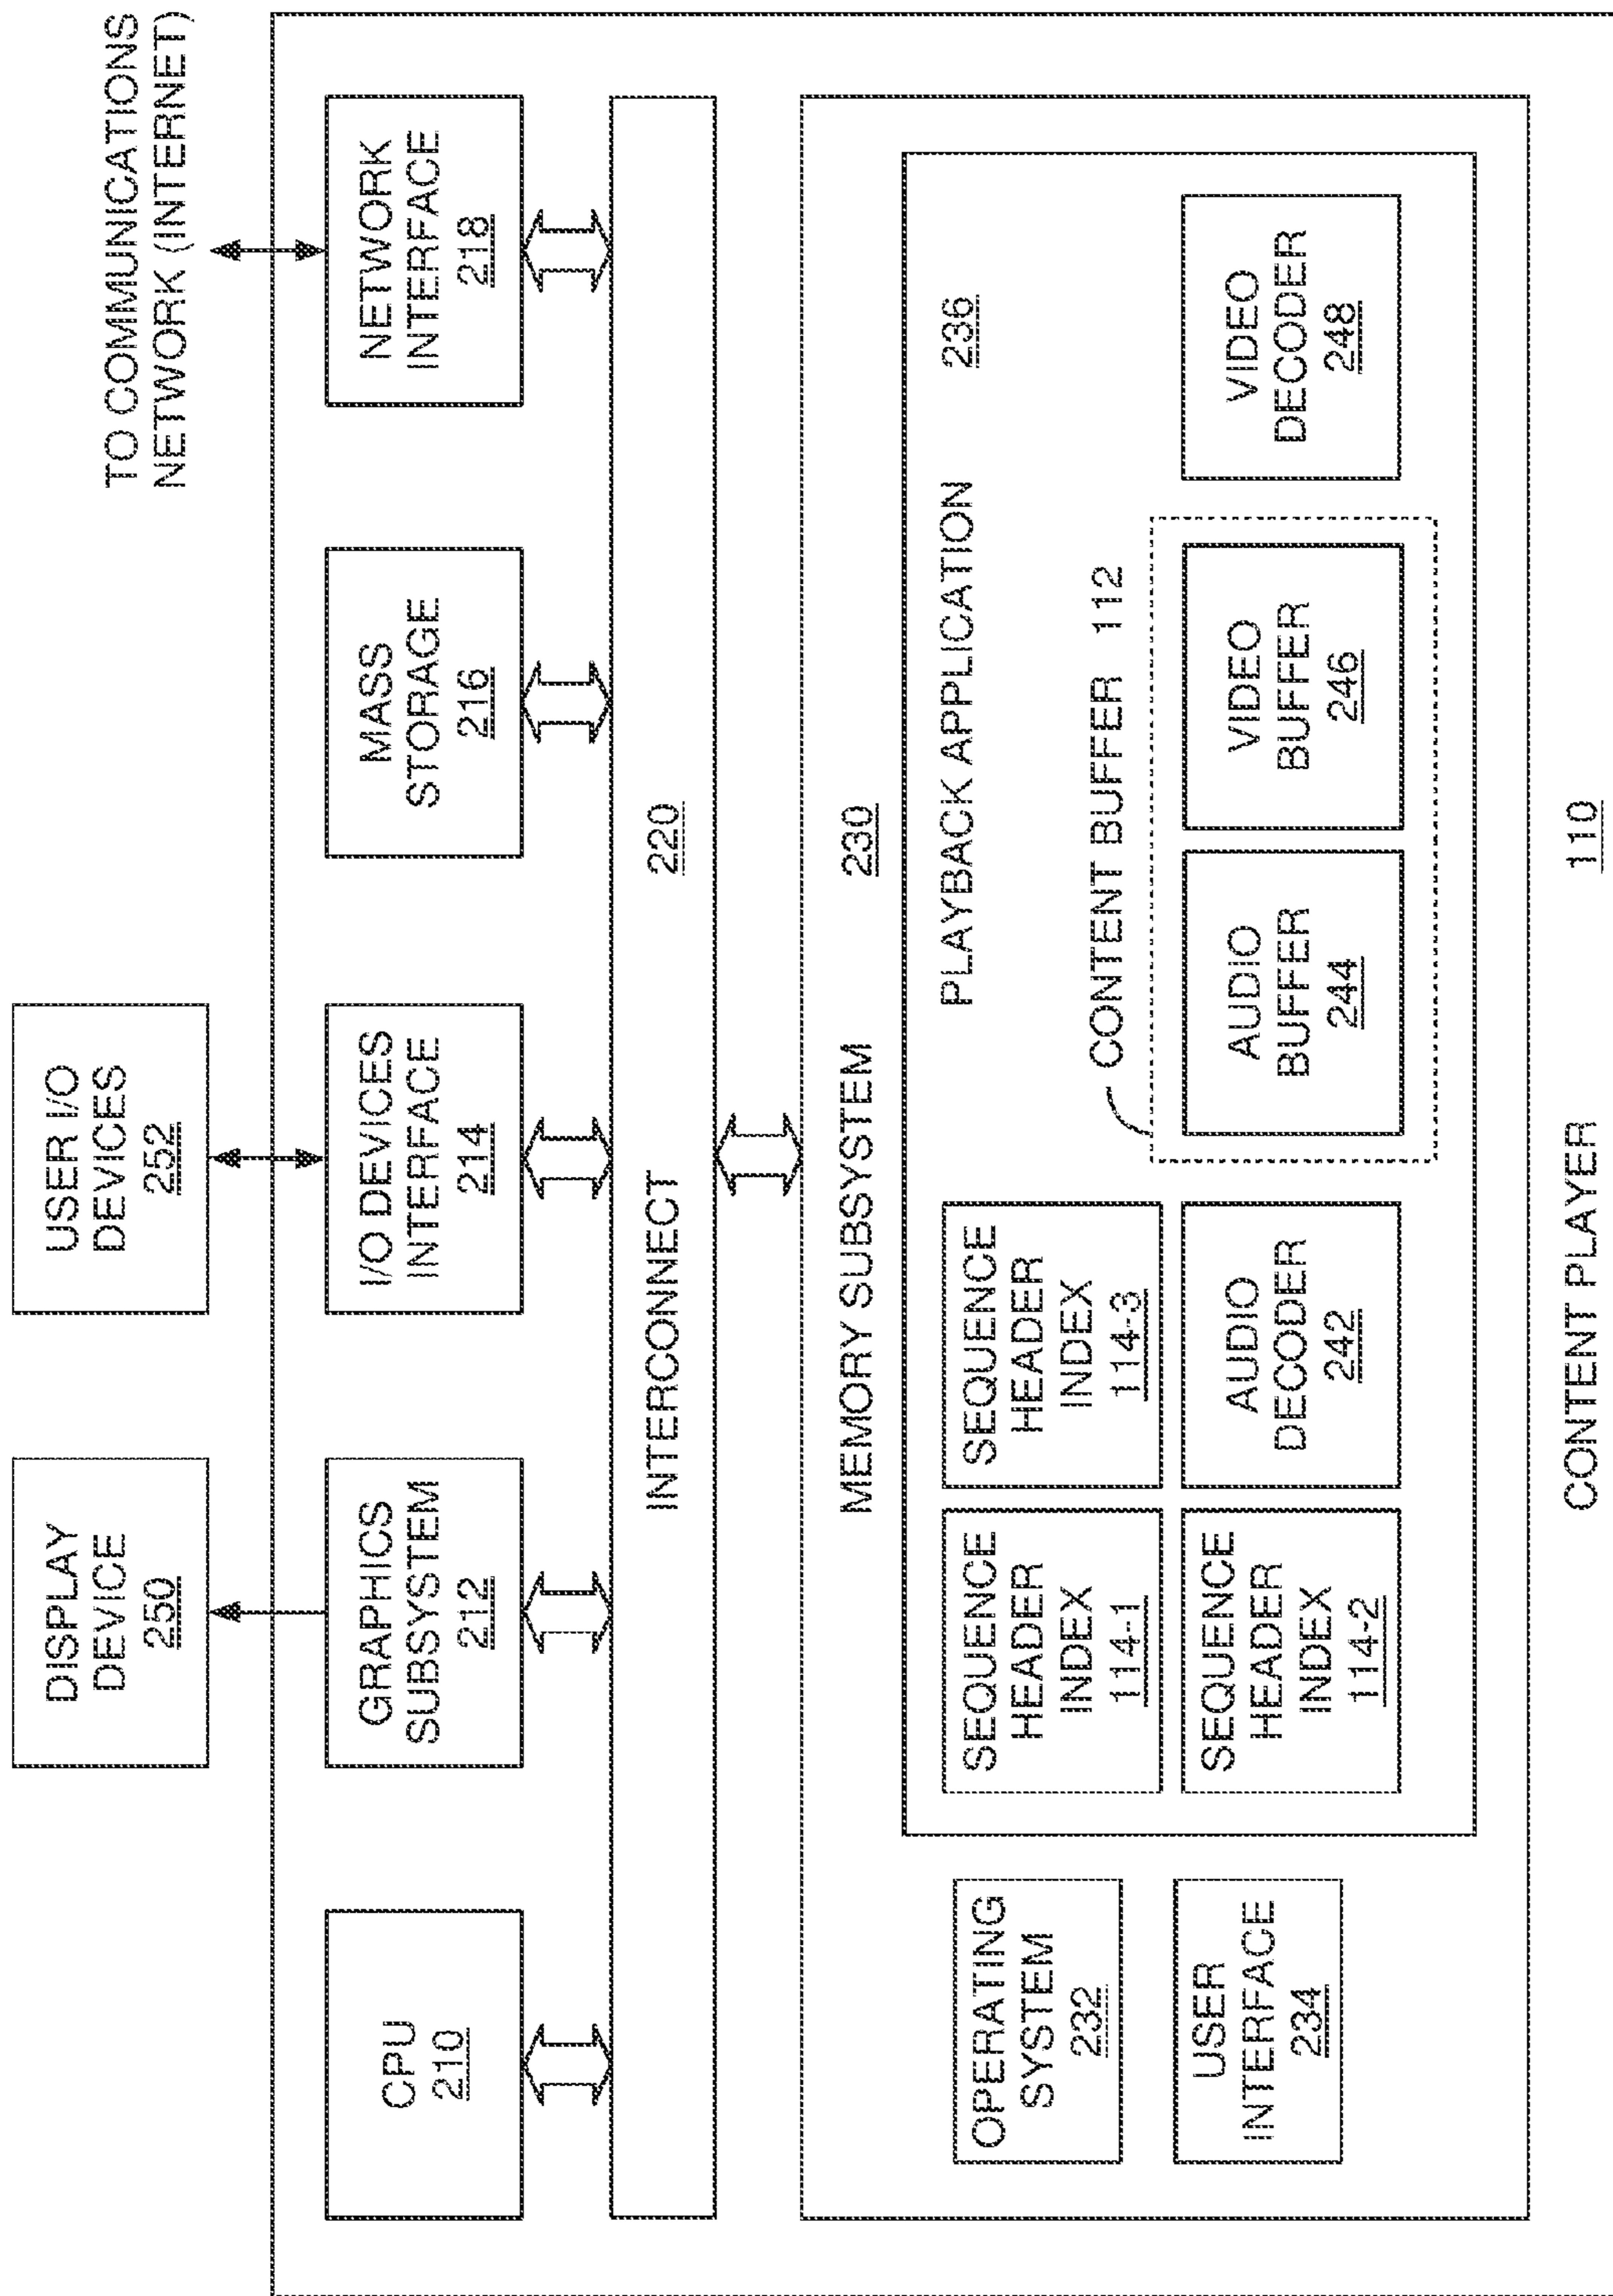 TO COMMUNICATIONS
NETWORK (INTERNET)
DISPLAY
DEVICE
250
USER I/O
DEVICES
252
CPU
210
GRAPHICS
SUBSYSTEM
212
I/O DEVICES
INTERFACE
214
MASS
STORAGE
216
NETWORK
INTERFACE
218
INTERCONNECT
220
MEMORY SUBSYSTEM
230
OPERATING
SYSTEM
232
USER
INTERFACE
234
PLAYBACK APPLICATION
236
SEQUENCE
HEADER
INDEX
114-1
SEQUENCE
HEADER
INDEX
114-3
SEQUENCE
HEADER
INDEX
114-2
AUDIO
DECODER
242
CONTENT BUFFER 112
AUDIO
BUFFER
244
VIDEO
BUFFER
246
VIDEO
DECODER
248
CONTENT PLAYER
110